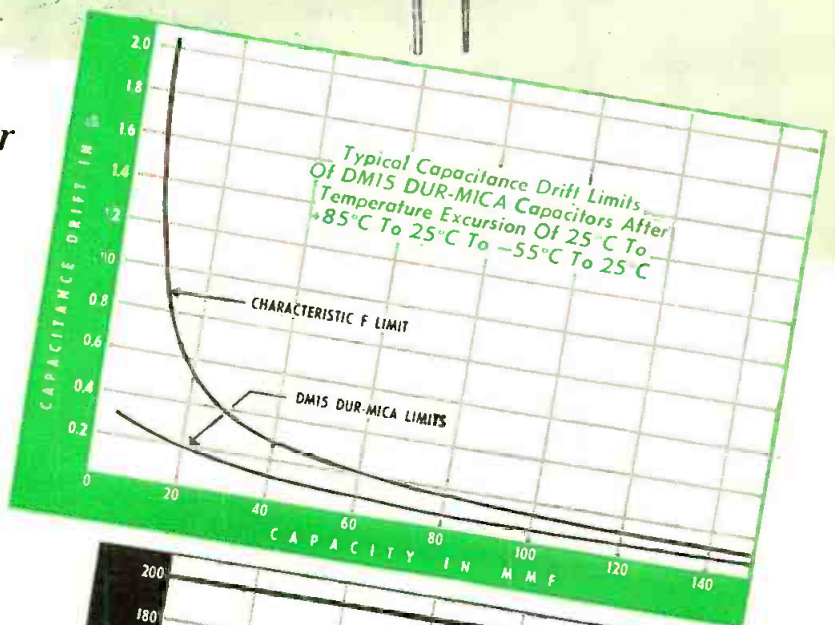 r
2.0
1.8
1.6
1.4
1.2
1.0
0.8
0.6
0.4
0.2
0
CAPACITANCE DRIFT IN
Typical Capacitance Drift Limits
Of DM15 DUR-MICA Capacitors After
Temperature Excursion Of 25°C To
+85°C To 25°C To −55°C To 25°C
CHARACTERISTIC F LIMIT
DM15 DUR-MICA LIMITS
20
40
60
80
100
120
140
CAPACITY IN MMF
200
180